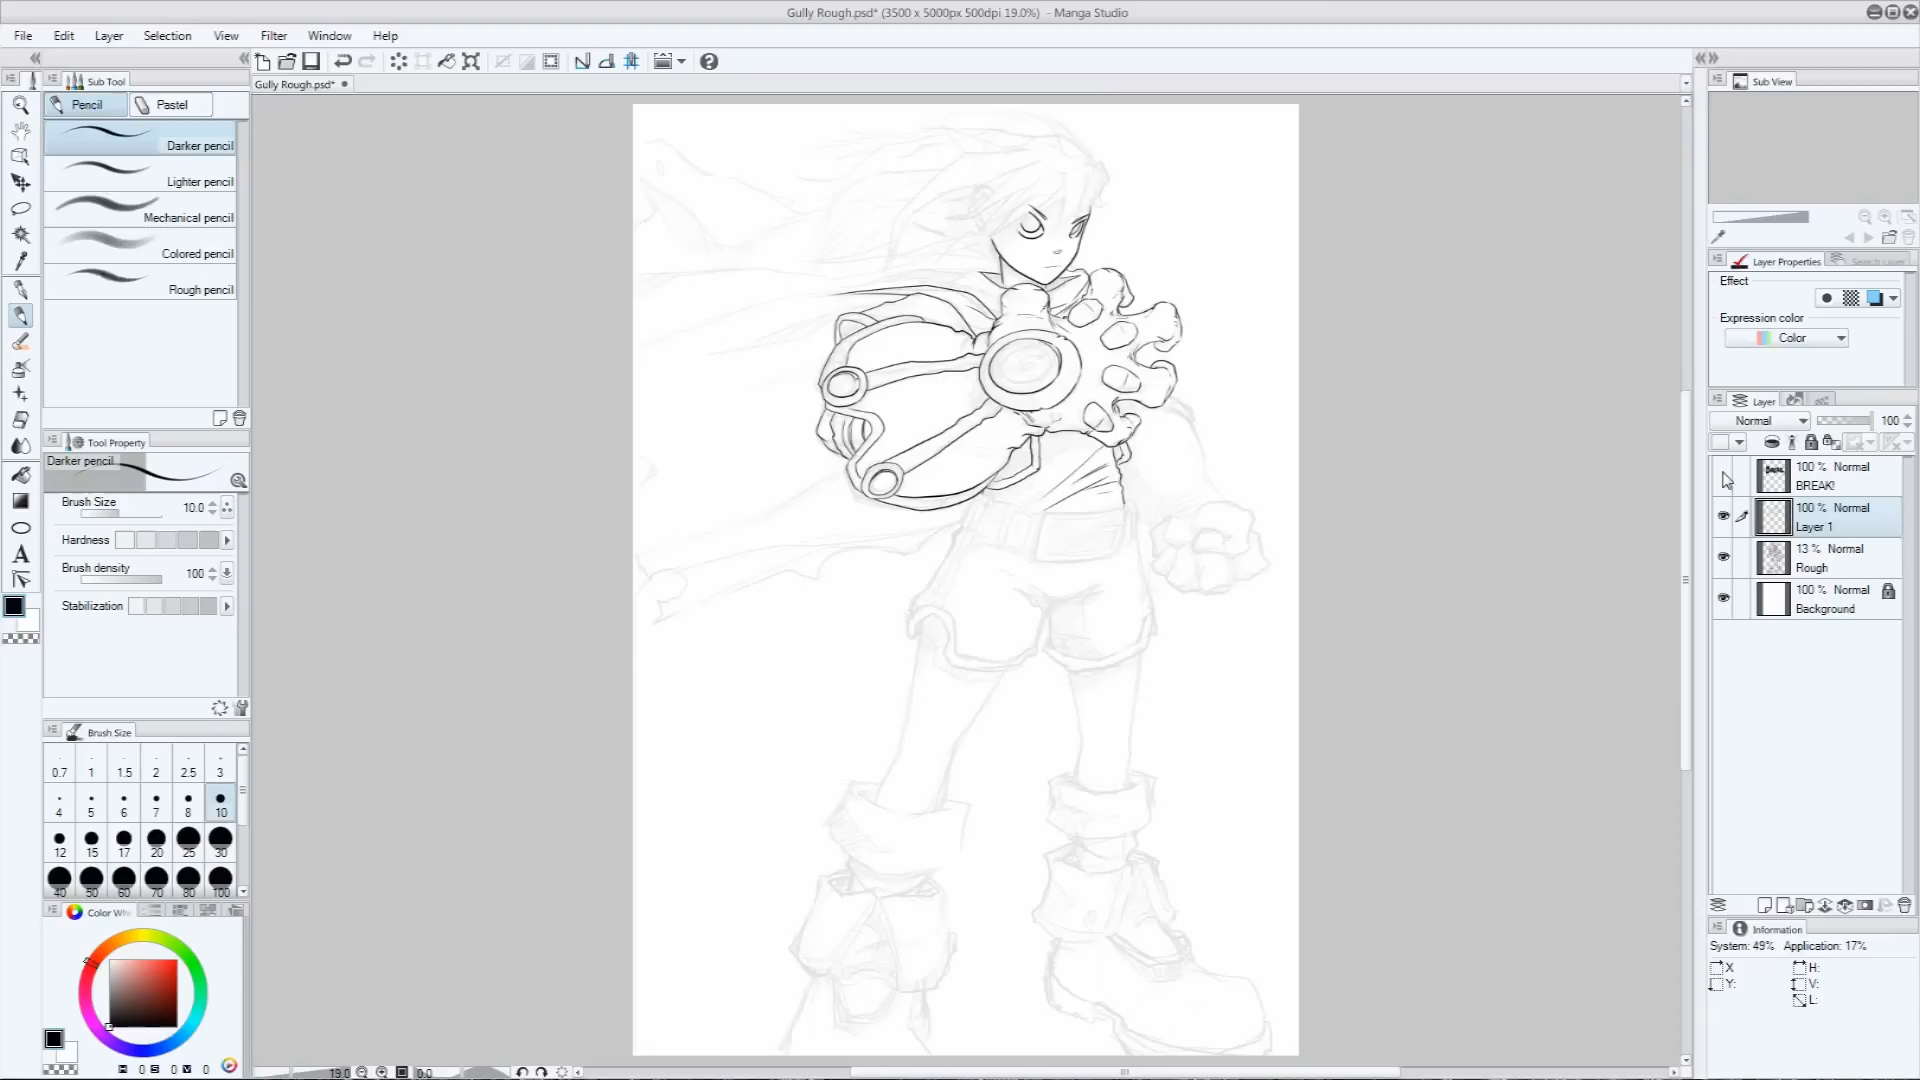 Gully Rough.psd* (3500 x 5000px 500dpi 19.0%) - Manga Studio
File Edit Layer Selection View Filter Window Help
Sub Tool
Gully Rough.psd*
Sub View
Pencil Pastel
Darker pencil
Lighter pencil
Mechanical pencil
Colored pencil
Rough pencil
Layer Properties Search Layer
Effect
Expression color
Color
Layer
Normal 100
Tool Property
Darker pencil
Brush Size 10.0
Hardness
Brush density 100
Stabilization
100 % Normal
BREAK!
100 % Normal
Layer 1
13 % Normal
Rough
100 % Normal
Background
Brush Size
0.7 1 1.5 2 2.5 3
4 5 6 7 8 10
12 15 17 20 25 30
40 50 60 70 80 100
Color Wh
Information
System: 49% Application: 17%
X H:
Y: V:
L:
H 0 S 0 V 0
19.0 0.0